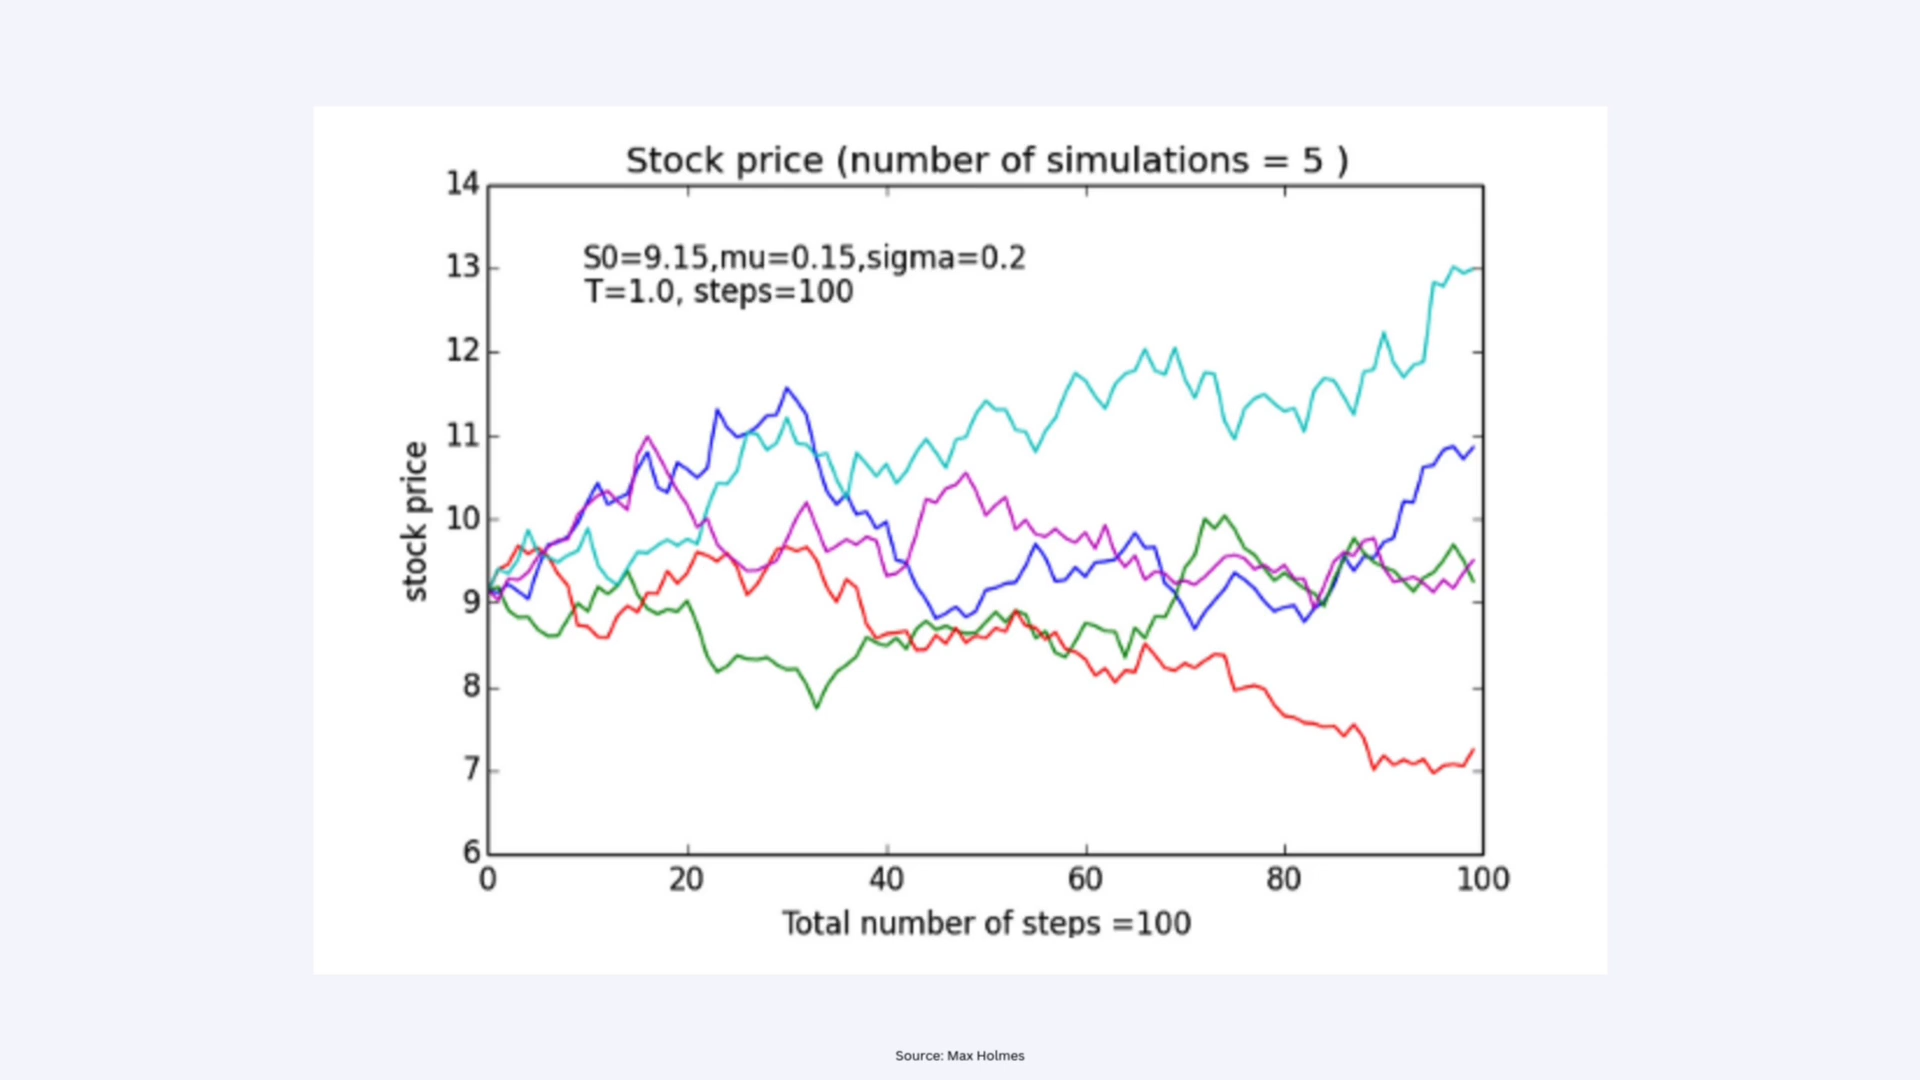 Stock price (number of simulations = 5 )
14
13
12
11
10
9
8
7
6
S0=9.15,mu=0.15,sigma=0.2
T=1.0, steps=100
stock price
0 20 40 60 80 100
Total number of steps =100
Source: Max Holmes